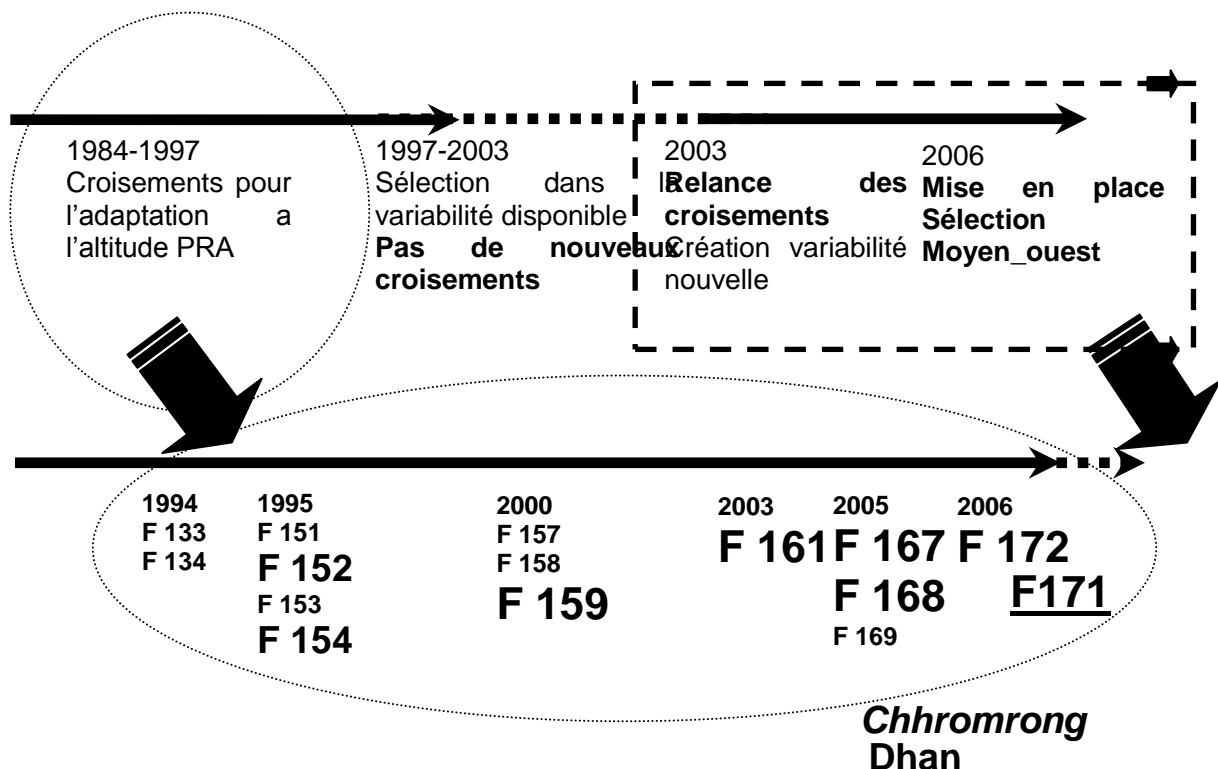 1984-1997
Croisements pour
l'adaptation a
l'altitude PRA
1997-2003
Sélection dans la
variabilité disponible
Pas de nouveaux
croisements
2003
Relance des
croisements
Création variabilité
nouvelle
2006
Mise en place
Sélection
Moyen_ouest
1994
F 133
F 134
1995
F 151
F 152
F 153
F 154
2000
F 157
F 158
F 159
2003
F 161
2005
F 167
F 168
F 169
2006
F 172
F171
Chhromrong
Dhan